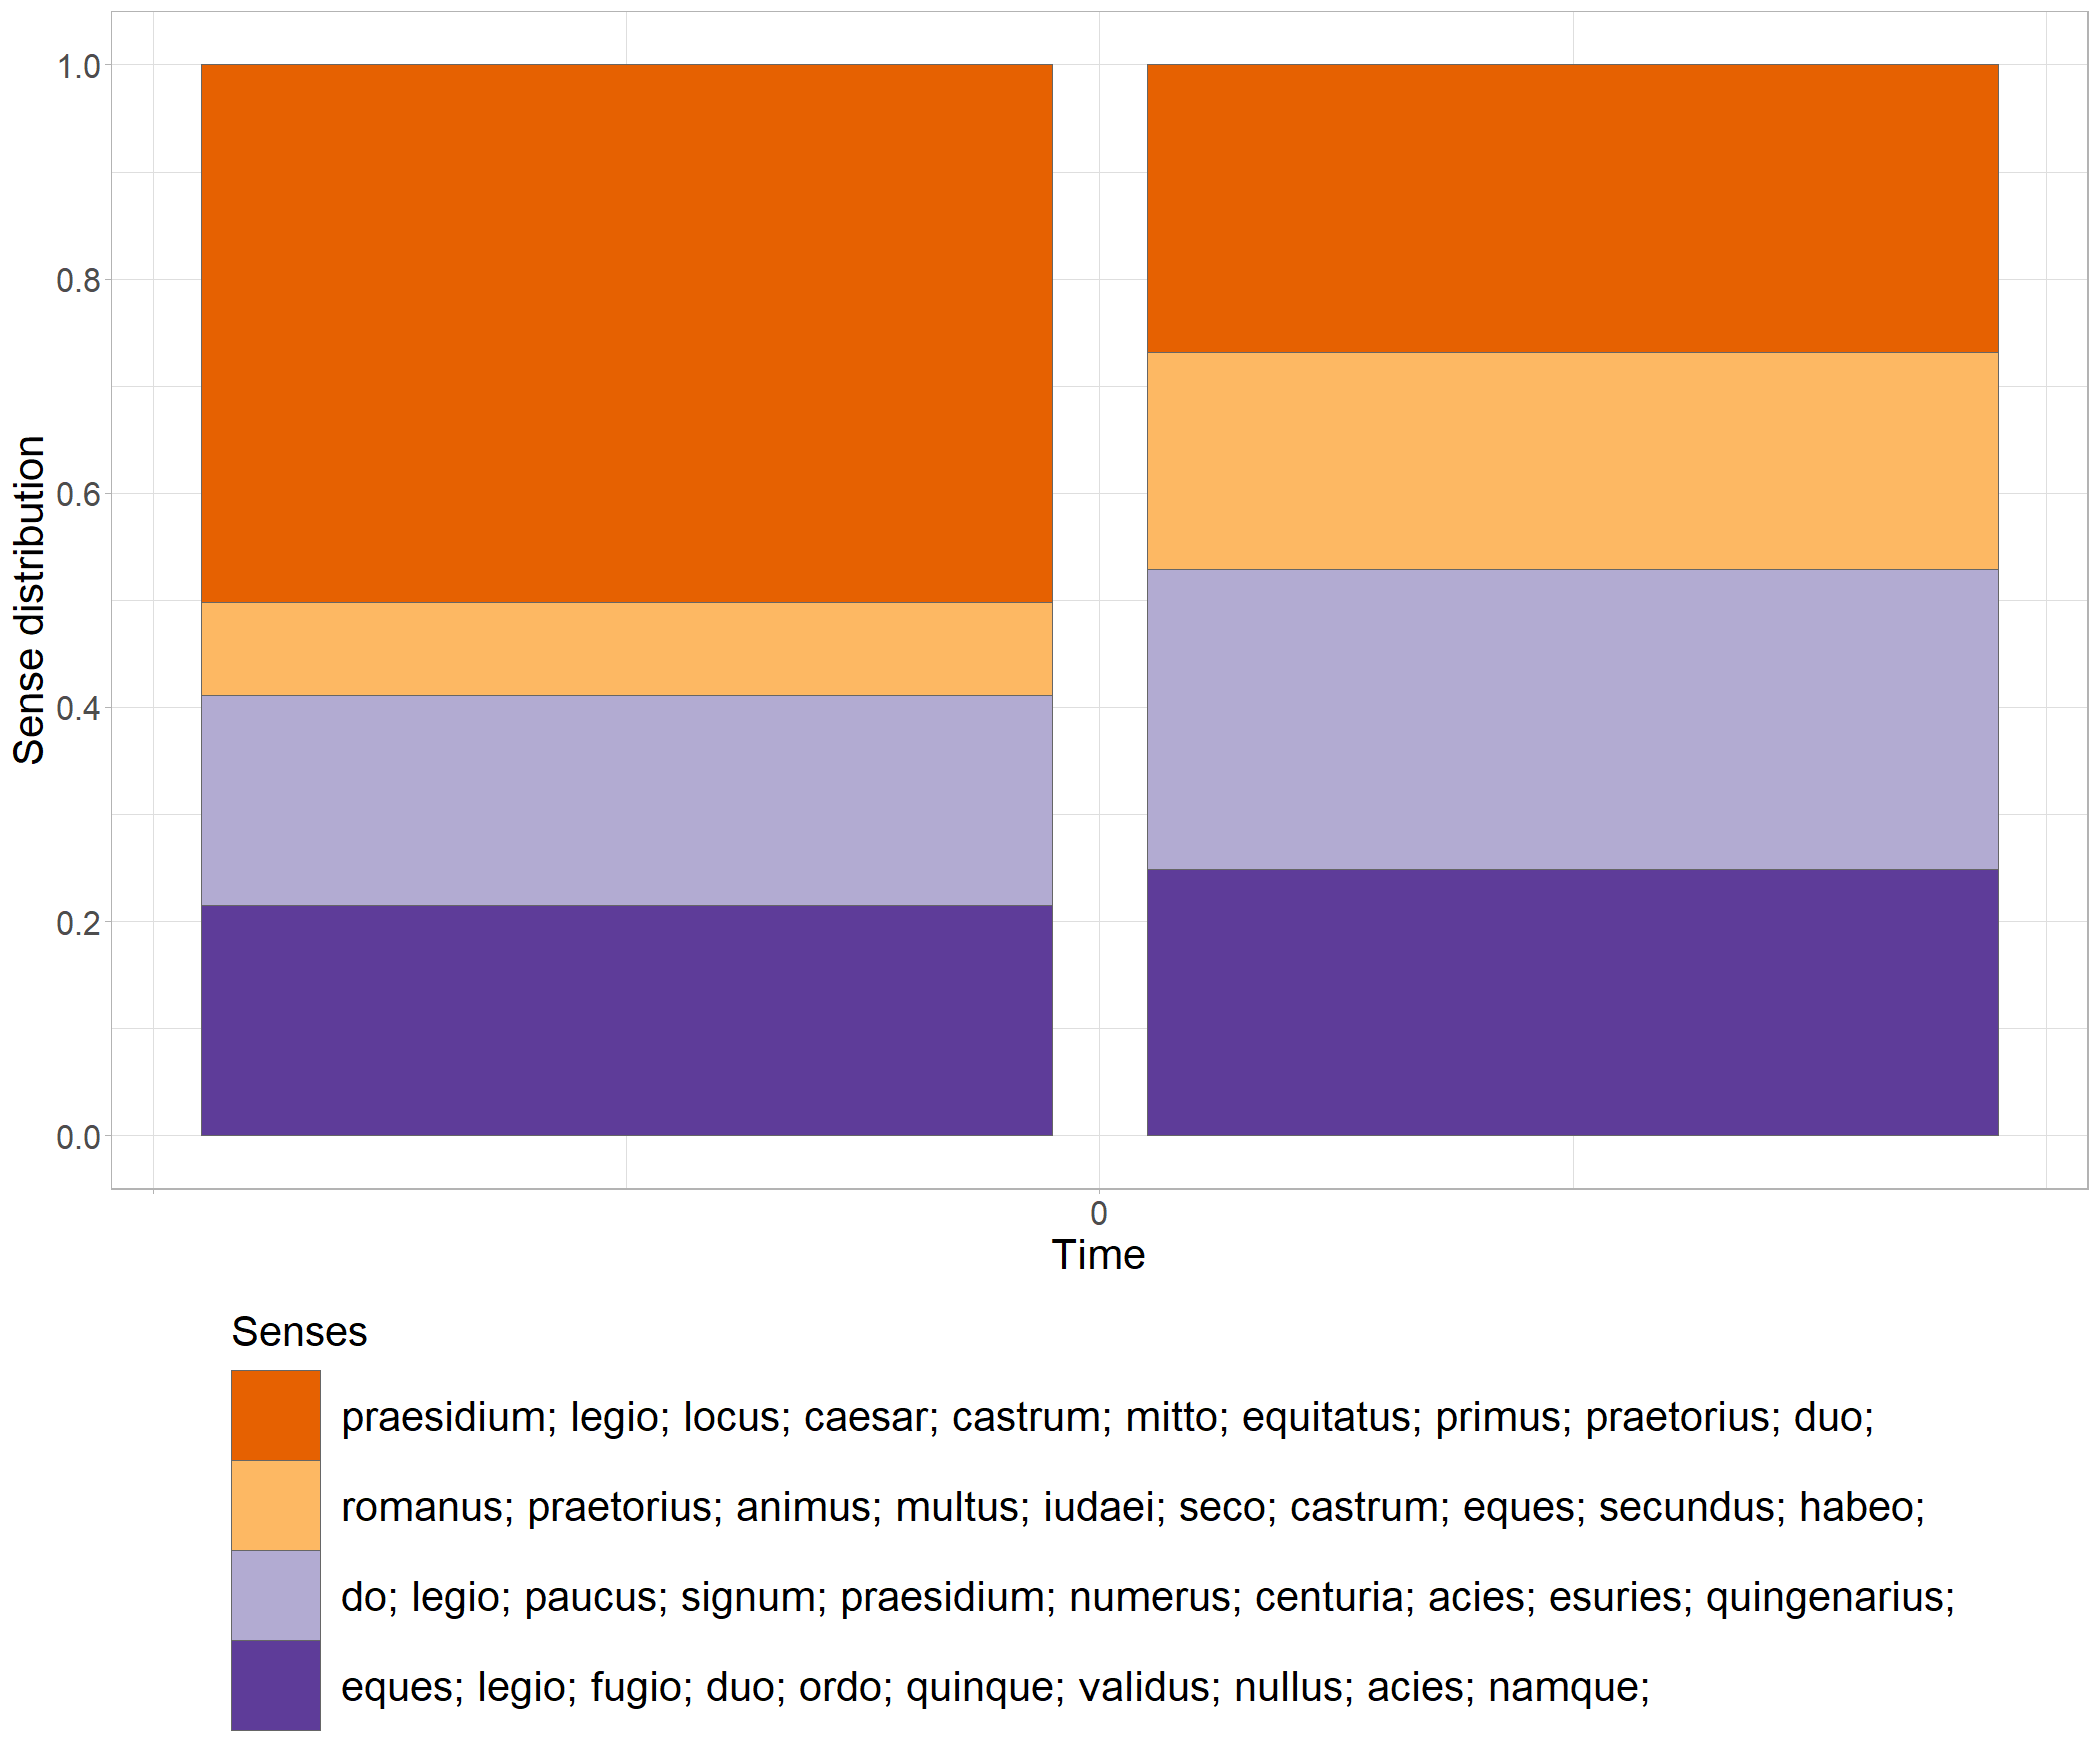 1.0
0.8
0.6
0.4
0.2
0.0
Sense distribution
0
Time
Senses
praesidium; legio; locus; caesar; castrum; mitto; equitatus; primus; praetorius; duo;
romanus; praetorius; animus; multus; iudaei; seco; castrum; eques; secundus; habeo;
do; legio; paucus; signum; praesidium; numerus; centuria; acies; esuries; quingenarius;
eques; legio; fugio; duo; ordo; quinque; validus; nullus; acies; namque;